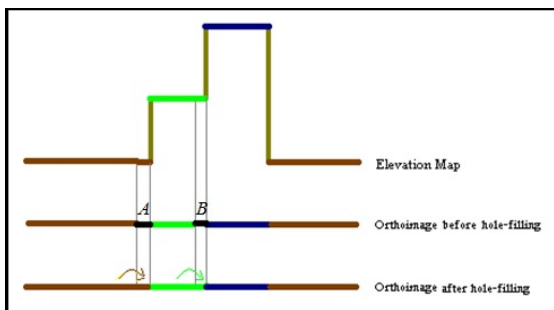 Elevation Map
A B
Orthoimage before hole-filling
Orthoimage after hole-filling